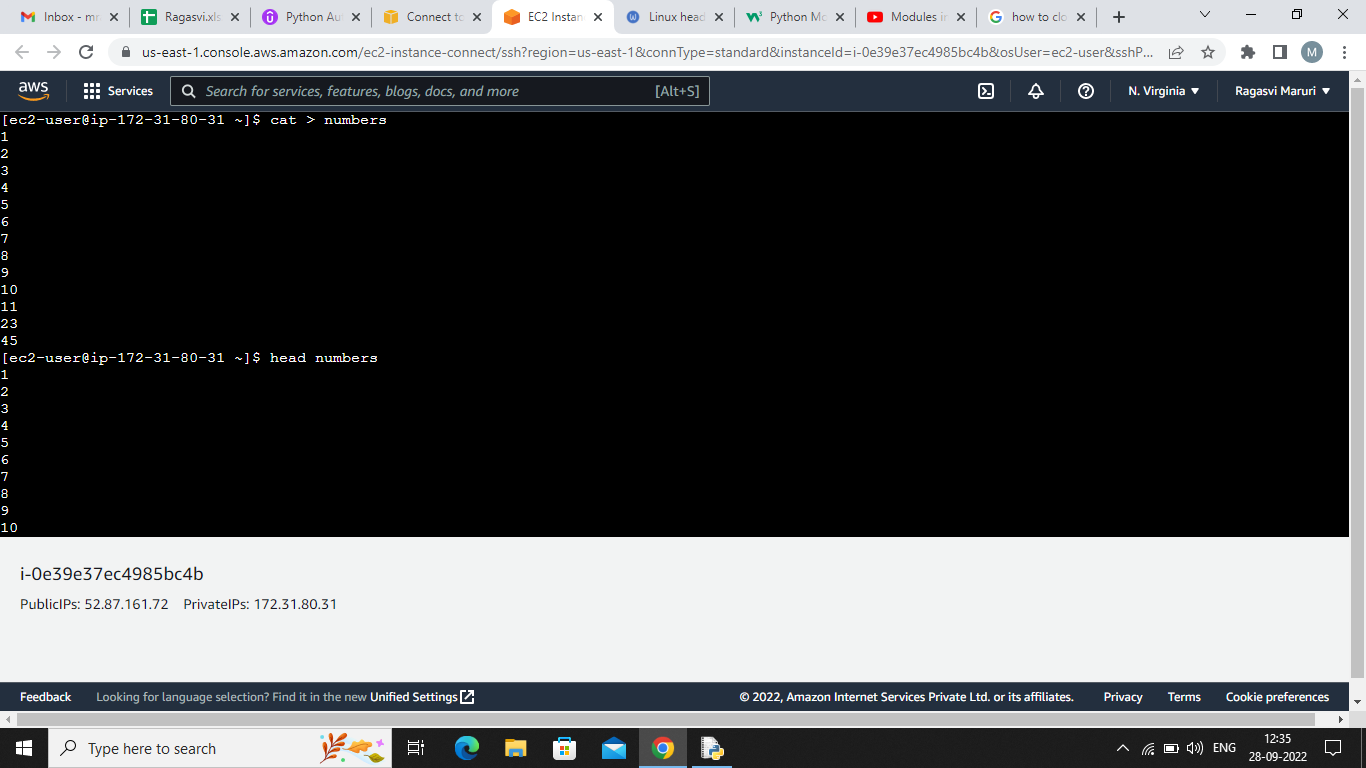 Inbox - mr
Ragasvi.xls
Python Au
Connect to
EC2 Instan
Linux head
Python Mo
Modules in
how to clo
us-east-1.console.aws.amazon.com/ec2-instance-connect/ssh?region=us-east-1&connType=standard&instanceId=i-0e39e37ec4985bc4b&osUser=ec2-user&sshP...
M
aws
Services
Search for services, features, blogs, docs, and more
[Alt+S]
N. Virginia
Ragasvi Maruri
[ec2-user@ip-172-31-80-31 ~]$ cat > numbers
1
2
3
4
5
6
7
8
9
10
11
23
45
[ec2-user@ip-172-31-80-31 ~]$ head numbers
1
2
3
4
5
6
7
8
9
10
i-0e39e37ec4985bc4b
PublicIPs: 52.87.161.72 PrivateIPs: 172.31.80.31
Feedback Looking for language selection? Find it in the new Unified Settings © 2022, Amazon Internet Services Private Ltd. or its affiliates. Privacy Terms Cookie preferences
Type here to search
ENG
12:35
28-09-2022